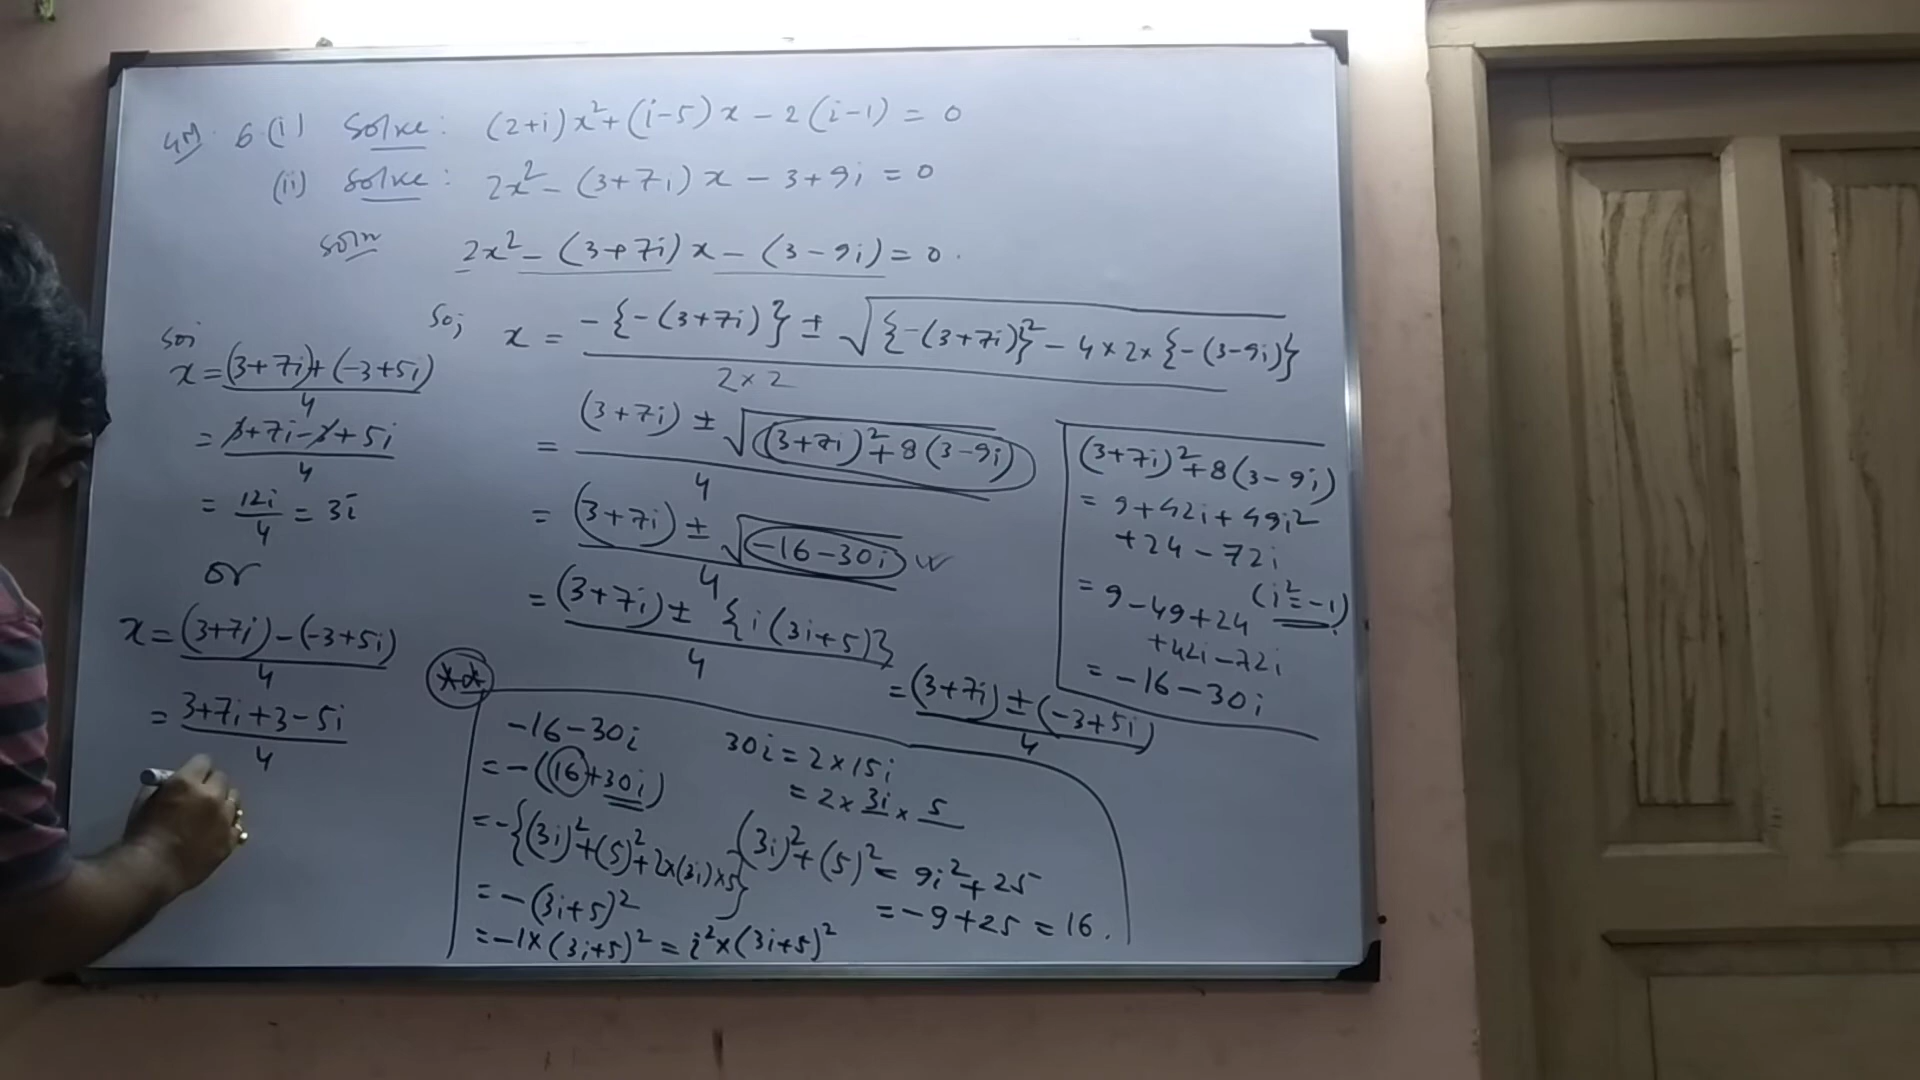 4M. 6.(i) Solve: (2+i)x²+(i-5)x-2(i-1)=0
(ii) Solve: 2x²-(3+7i)x-3+9i=0
Soln 2x²-(3+7i)x-(3-9i)=0.
So, x = -{-(3+7i)} ± √{-(3+7i)}²-4×2×{-(3-9i)}
2×2
= (3+7i) ± √(3+7i)²+8(3-9i)
4
= (3+7i) ± √-16-30i
4
= (3+7i) ± {i(3i+5)}
4
= (3+7i) ± (-3+5i)
4
(3+7i)²+8(3-9i)
= 9+42i+49i²
+24-72i
= 9-49+24 (i²=-1)
+42i-72i
= -16-30i
-16-30i
= -(16+30i)
= -{(3i)²+(5)²+2×(3i)×5}
= -(3i+5)²
= -1×(3i+5)² = i²×(3i+5)²
30i = 2×15i
= 2×3i×5
(3i)²+(5)² = 9i²+25
= -9+25 = 16.
So,
x = (3+7i)+(-3+5i)
4
= 3+7i-3+5i
4
= 12i/4 = 3i
or
x = (3+7i)-(-3+5i)
4
= 3+7i+3-5i
4